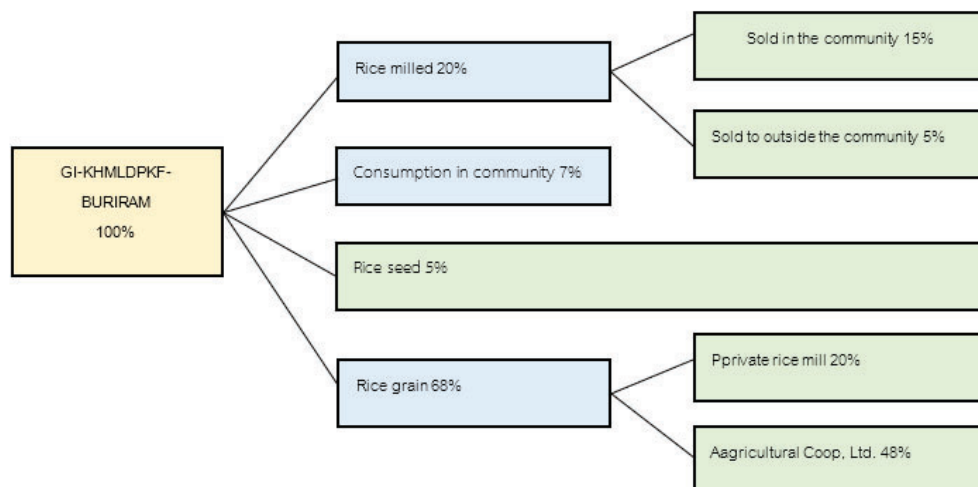 Sold in the community 15%
Rice milled 20%
Sold to outside the community 5%
GI-KHMLDPKF-
BURIRAM
100%
Consumption in community 7%
Rice seed 5%
Pprivate rice mill 20%
Rice grain 68%
Aagricultural Coop, Ltd. 48%